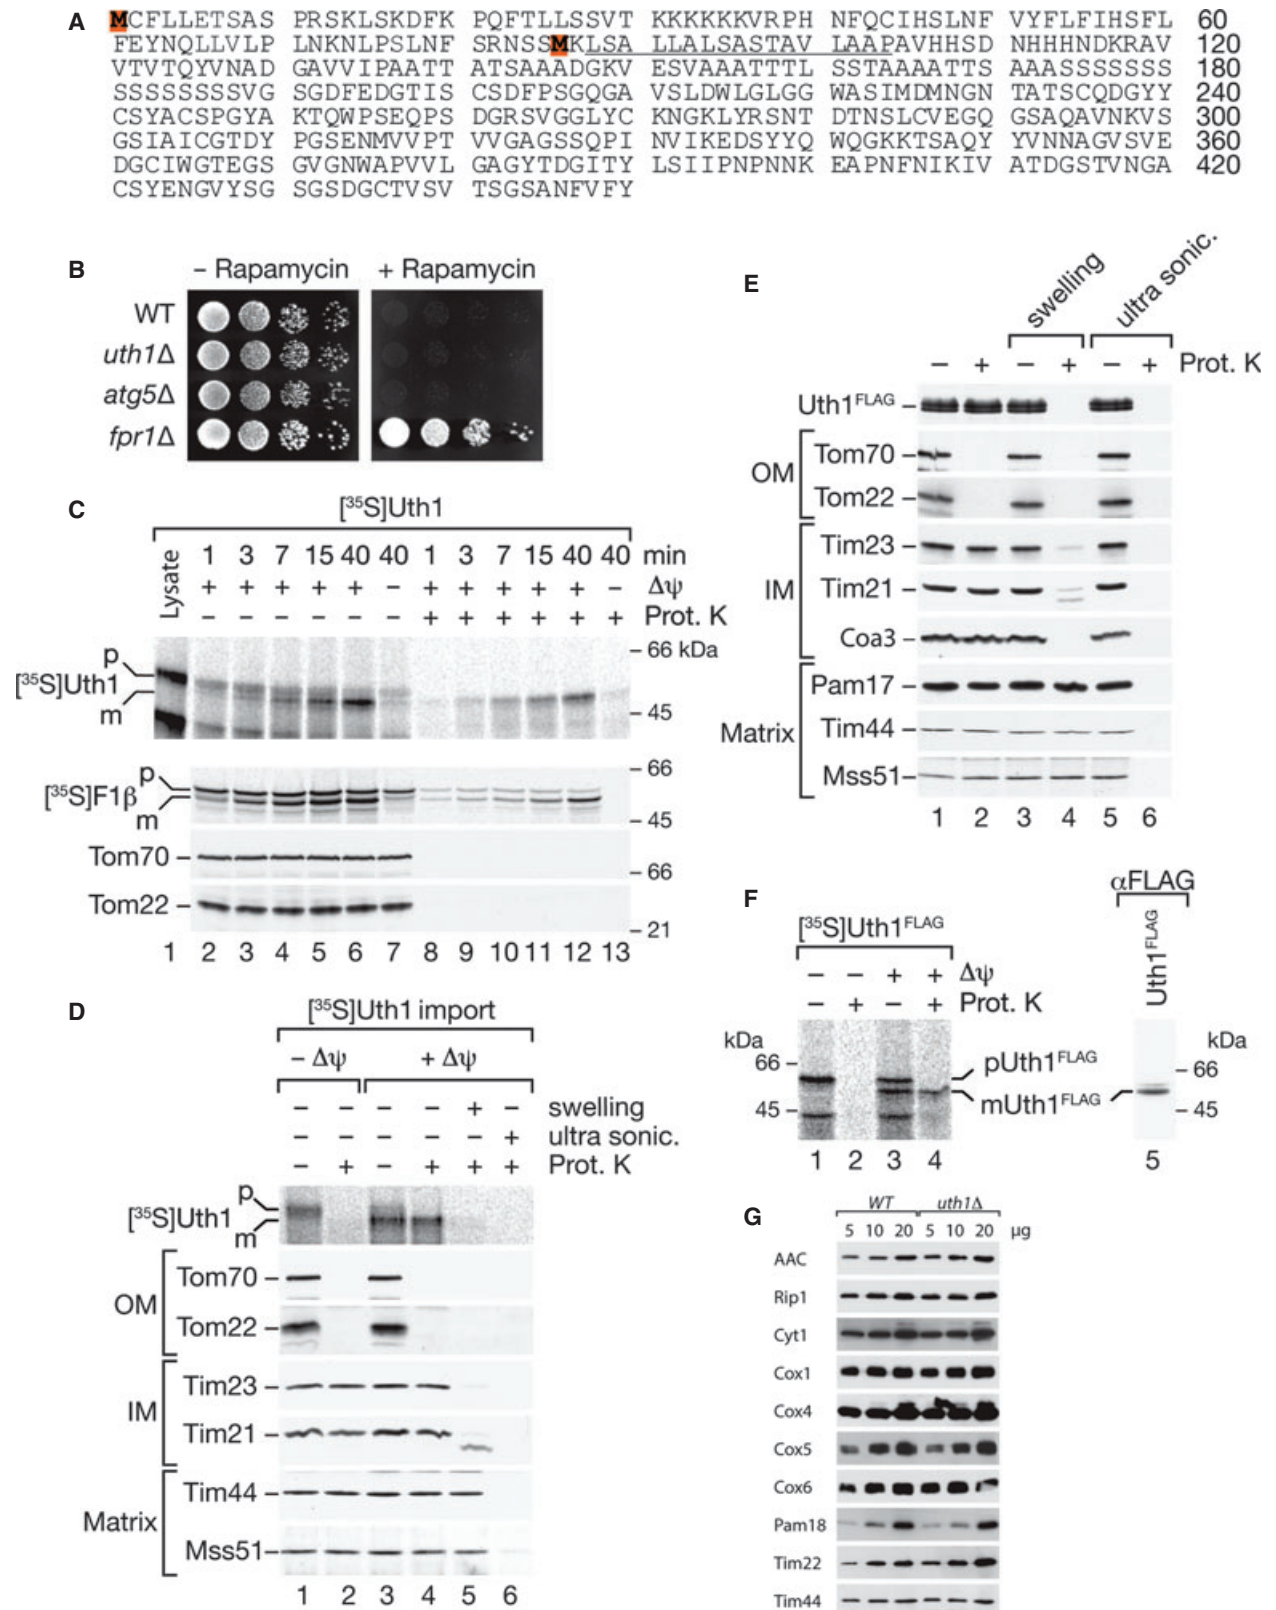 A
MCFLLETSAS PRSKLSKDFK PQFTLLSSVT KKKKKKVRPH NFQCIHSLNF VYFLFIHSFL 60
FEYNQLLVLP LNKNLPSLNF SRNSSMKLSA LLALSASTAV LAAPAVHHSD NHHHNDKRAV 120
VTVTQYVNAD GAVVIPAATT ATSAAADGKV ESVAAATTTL SSTAAAATTS AAASSSSSSS 180
SSSSSSSSVG SGDFEDGTIS CSDFPSGQGA VSLDWLGLGG WASIMDMNGN TATSCQDGYY 240
CSYACSPGYA KTQWPSEQPS DGRSVGGLYC KNGKLYRSNT DTNSLCVEGQ GSAQAVNKVS 300
GSIAICGTDY PGSENMVVPT VVGAGSSQPI NVIKEDSYYQ WQGKKTSAQY YVNNAGVSVE 360
DGCIWGTEGS GVGNWAPVVL GAGYTDGITY LSIIPNPNNK EAPNFNIKIV ATDGSTVNGA 420
CSYENGVYSG SGSDGCTVSV TSGSANFVFY
B
– Rapamycin + Rapamycin
WT
uth1Δ
atg5Δ
fpr1Δ
C
[35S]Uth1
Lysate 1 3 7 15 40 40 1 3 7 15 40 40 min
+ + + + + – + + + + + – Δψ
– – – – – – + + + + + + Prot. K
p
[35S]Uth1
m
66 kDa
45
p
[35S]F1β
m
66
45
Tom70
66
Tom22
21
1 2 3 4 5 6 7 8 9 10 11 12 13
D
[35S]Uth1 import
– Δψ + Δψ
– – – – + – swelling
– – – – – + ultra sonic.
– + – + + + Prot. K
p
[35S]Uth1
m
OM
Tom70
Tom22
IM
Tim23
Tim21
Matrix
Tim44
Mss51
1 2 3 4 5 6
E
swelling
ultra sonic.
– + – + – + Prot. K
Uth1FLAG
OM
Tom70
Tom22
IM
Tim23
Tim21
Coa3
Matrix
Pam17
Tim44
Mss51
1 2 3 4 5 6
F
[35S]Uth1FLAG
– – + + Δψ
– + – + Prot. K
kDa
66
45
pUth1FLAG
mUth1FLAG
1 2 3 4
αFLAG
Uth1FLAG
kDa
66
45
5
G
WT uth1Δ
5 10 20 5 10 20 µg
AAC
Rip1
Cyt1
Cox1
Cox4
Cox5
Cox6
Pam18
Tim22
Tim44